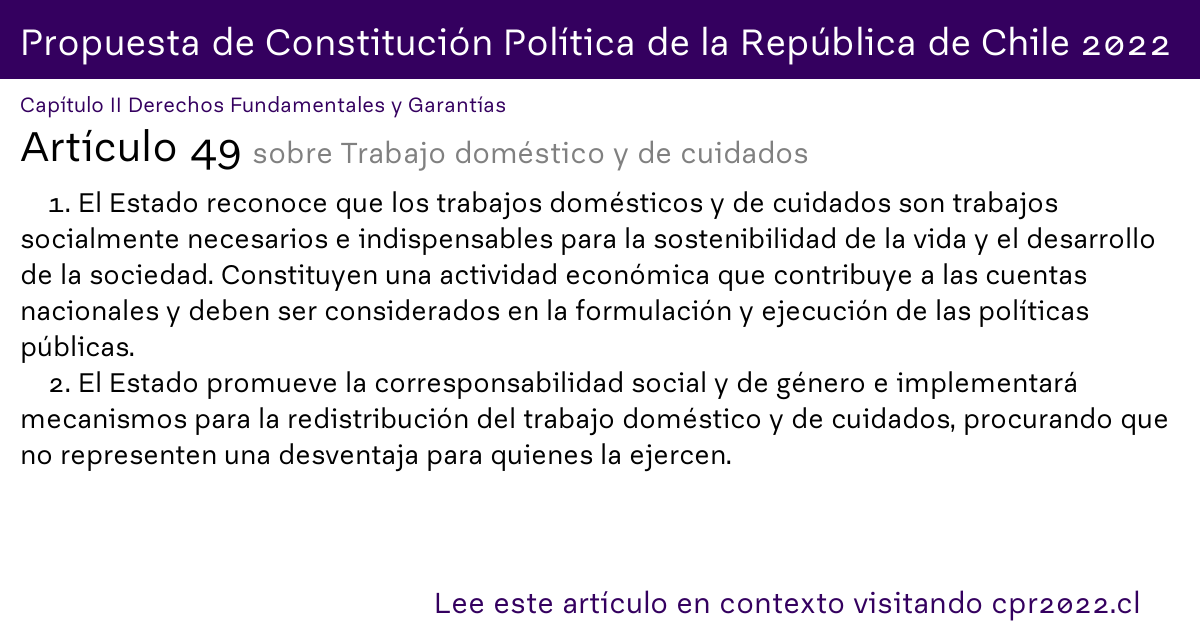 Propuesta de Constitución Política de la República de Chile 2022
Capítulo II Derechos Fundamentales y Garantías
Artículo 49 sobre Trabajo doméstico y de cuidados
1. El Estado reconoce que los trabajos domésticos y de cuidados son trabajos
socialmente necesarios e indispensables para la sostenibilidad de la vida y el desarrollo
de la sociedad. Constituyen una actividad económica que contribuye a las cuentas
nacionales y deben ser considerados en la formulación y ejecución de las políticas
públicas.
2. El Estado promueve la corresponsabilidad social y de género e implementará
mecanismos para la redistribución del trabajo doméstico y de cuidados, procurando que
no representen una desventaja para quienes la ejercen.
Lee este artículo en contexto visitando cpr2022.cl